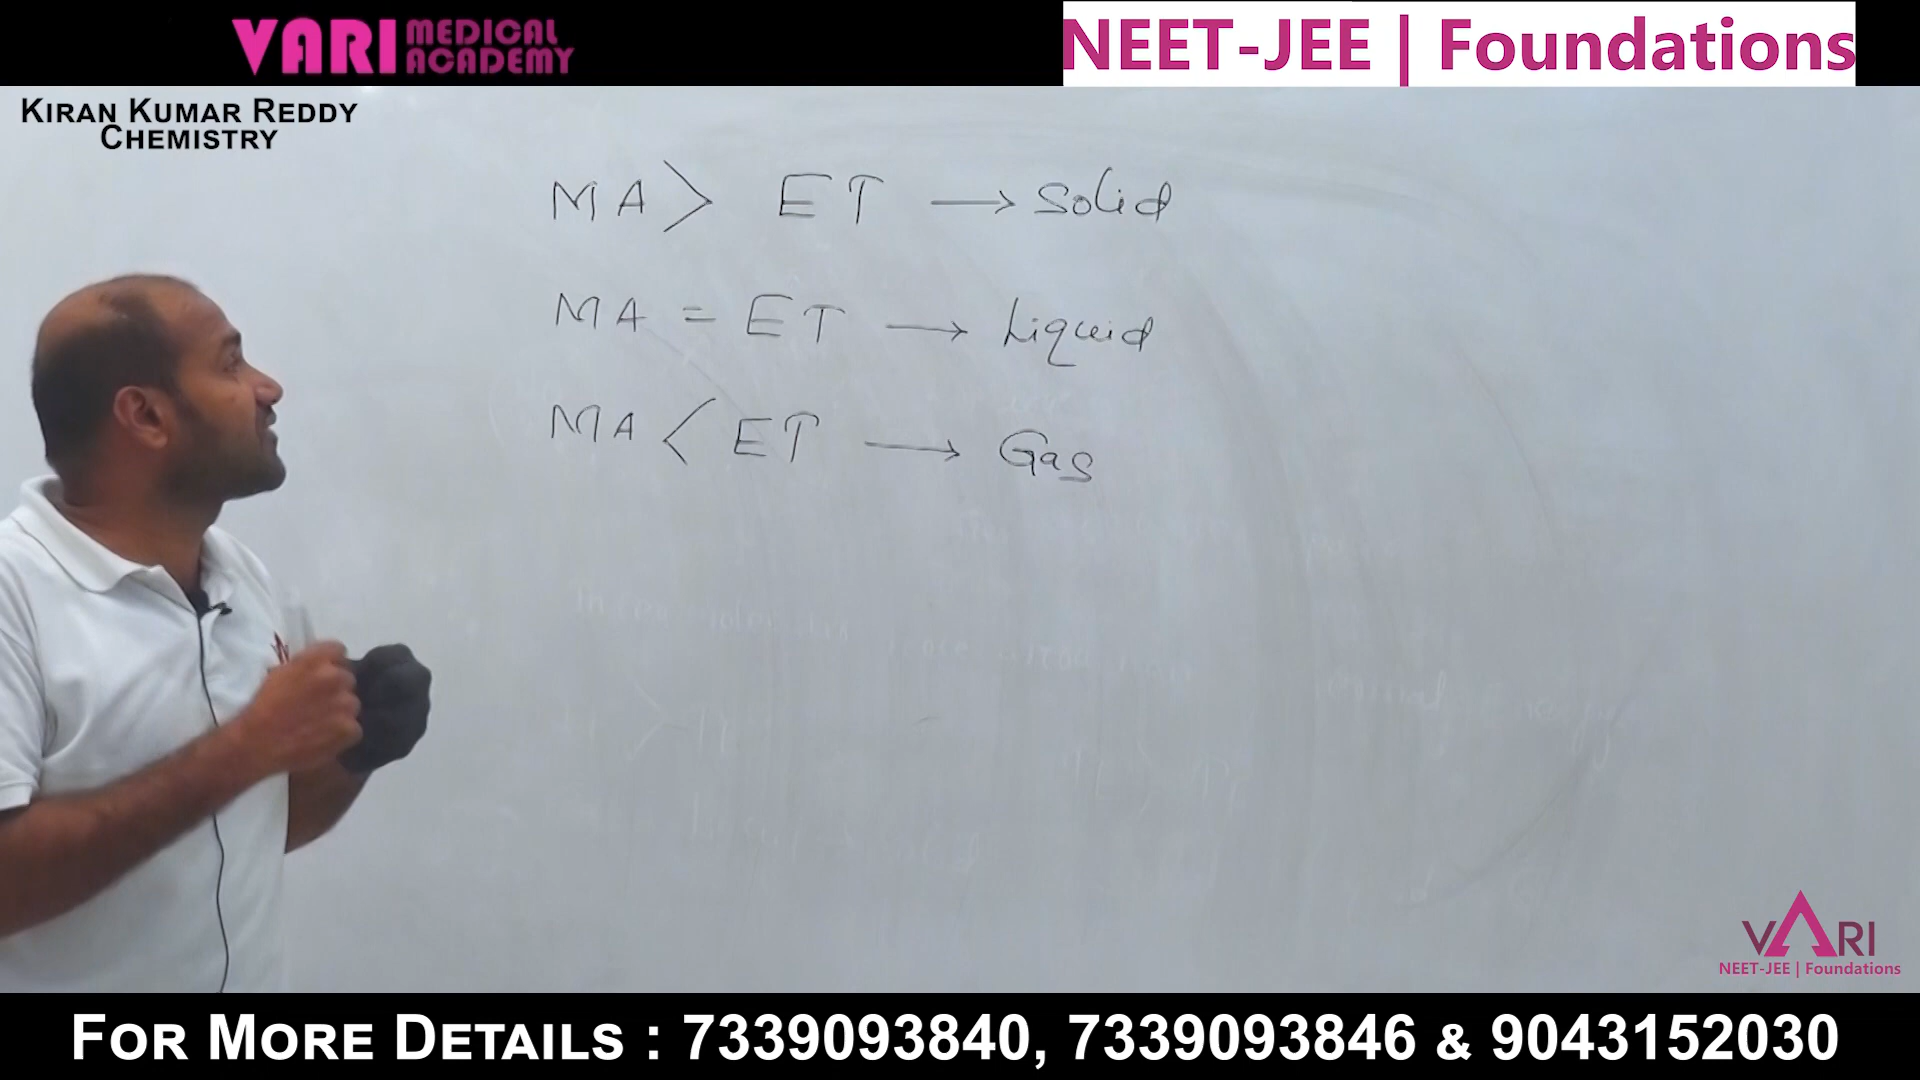 VARI MEDICAL ACADEMY
NEET-JEE | Foundations
KIRAN KUMAR REDDY
CHEMISTRY
MA > ET → Solid
MA = ET → Liquid
MA < ET → Gas
VARI
NEET-JEE | Foundations
FOR MORE DETAILS : 7339093840, 7339093846 & 9043152030